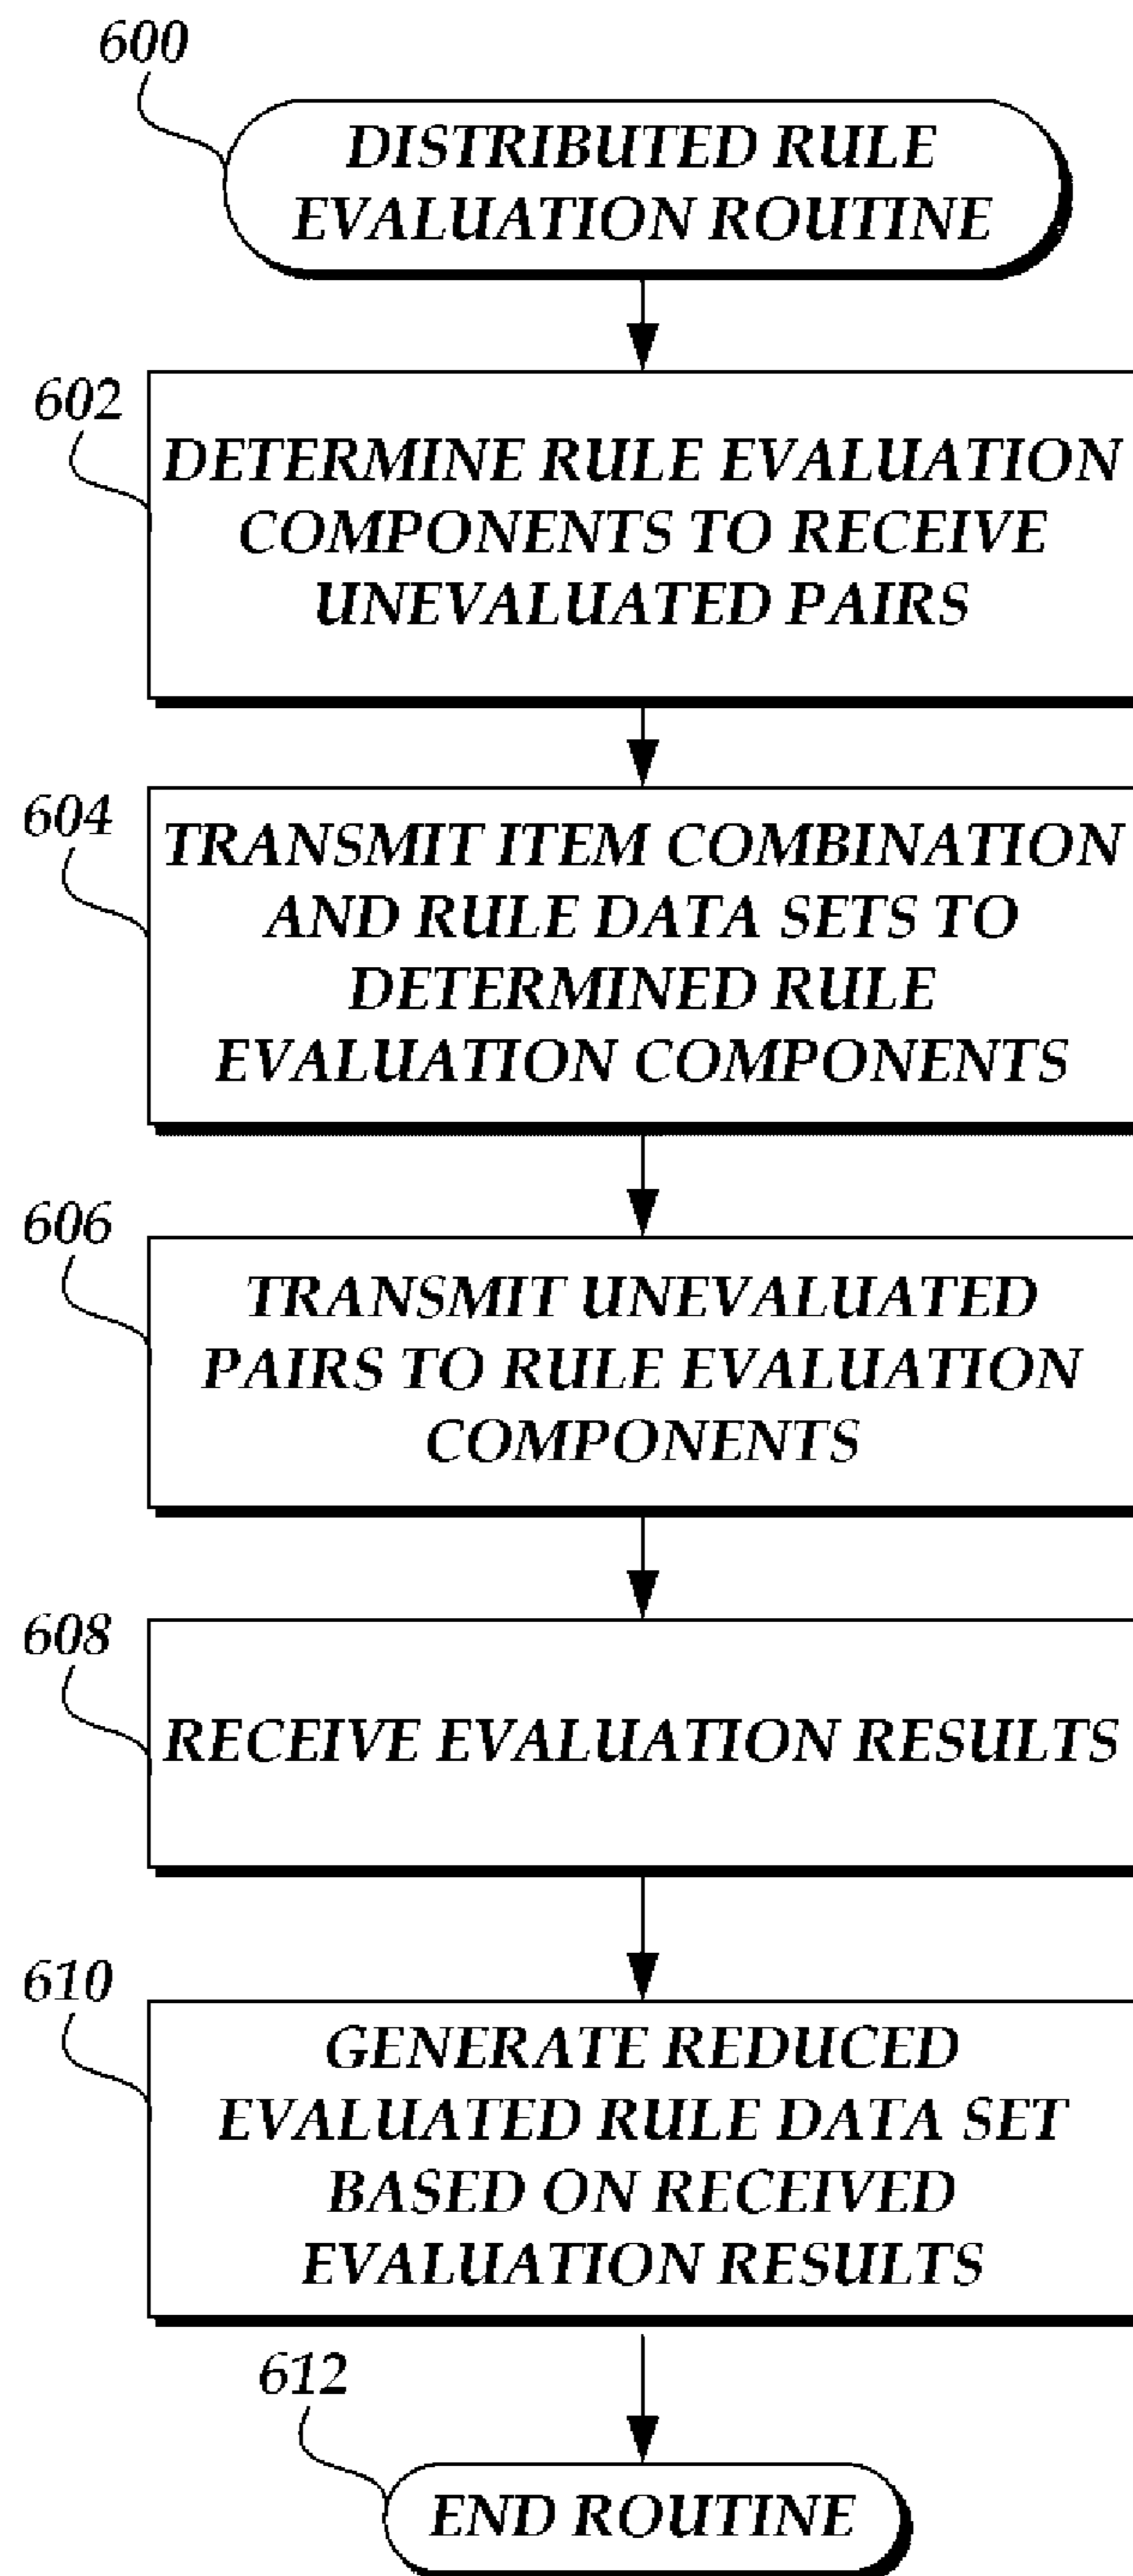 600
DISTRIBUTED RULE
EVALUATION ROUTINE
602
DETERMINE RULE EVALUATION
COMPONENTS TO RECEIVE
UNEVALUATED PAIRS
604
TRANSMIT ITEM COMBINATION
AND RULE DATA SETS TO
DETERMINED RULE
EVALUATION COMPONENTS
606
TRANSMIT UNEVALUATED
PAIRS TO RULE EVALUATION
COMPONENTS
608
RECEIVE EVALUATION RESULTS
610
GENERATE REDUCED
EVALUATED RULE DATA SET
BASED ON RECEIVED
EVALUATION RESULTS
612
END ROUTINE